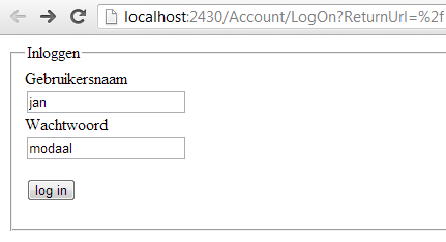 localhost:2430/Account/LogOn?ReturnUrl=%2f
Inloggen
Gebruikersnaam
jan
Wachtwoord
modaal
log in